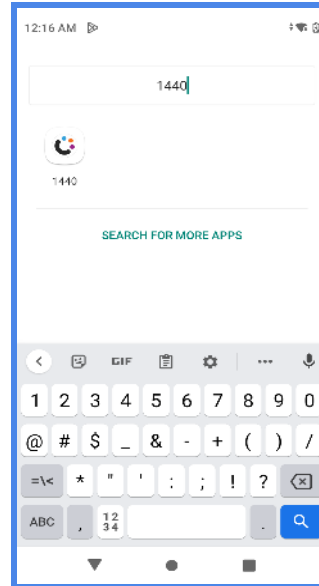 12:16 AM
1440
1440
SEARCH FOR MORE APPS
GIF
1 2 3 4 5 6 7 8 9 0
@ # $ _ & - + ( ) /
=\< * " ' : ; ! ?
ABC , 12 34 .